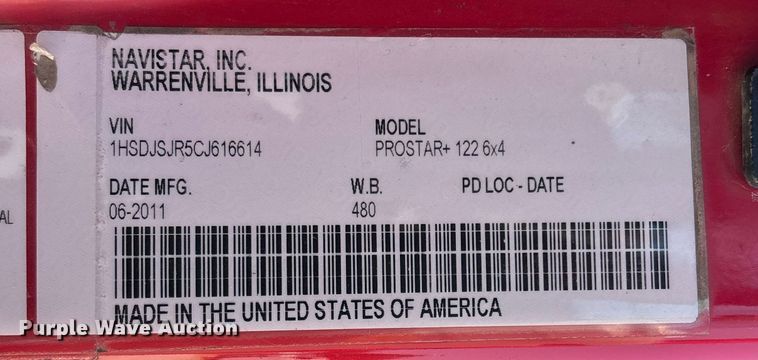 NAVISTAR, INC.
WARRENVILLE, ILLINOIS
VIN MODEL
1HSDJSJR5CJ616614 PROSTAR+ 122 6x4
DATE MFG. W.B. PD LOC - DATE
06-2011 480
AL
MADE IN THE UNITED STATES OF AMERICA
Purple Wave Auction